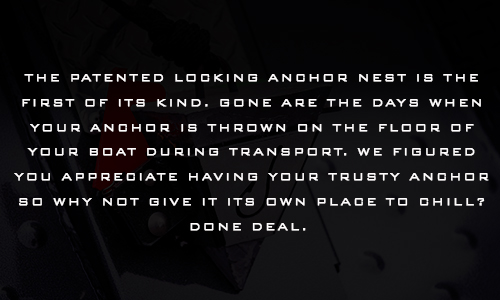 THE PATENTED LOCKING ANCHOR NEST IS THE
FIRST OF ITS KIND. GONE ARE THE DAYS WHEN
YOUR ANCHOR IS THROWN ON THE FLOOR OF
YOUR BOAT DURING TRANSPORT. WE FIGURED
YOU APPRECIATE HAVING YOUR TRUSTY ANCHOR
SO WHY NOT GIVE IT ITS OWN PLACE TO CHILL?
DONE DEAL.